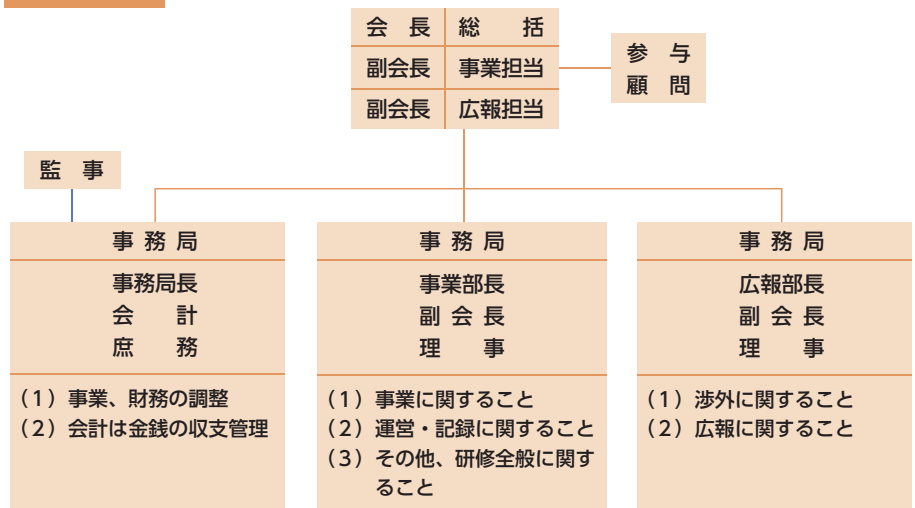 会 長 総 括
副会長 事業担当
副会長 広報担当
参 与
顧 問
監 事
事 務 局
事務局長
会 計
庶 務
(1)事業、財務の調整
(2)会計は金銭の収支管理
事 務 局
事業部長
副 会 長
理 事
(1)事業に関すること
(2)運営・記録に関すること
(3)その他、研修全般に関す
ること
事 務 局
広報部長
副 会 長
理 事
(1)渉外に関すること
(2)広報に関すること